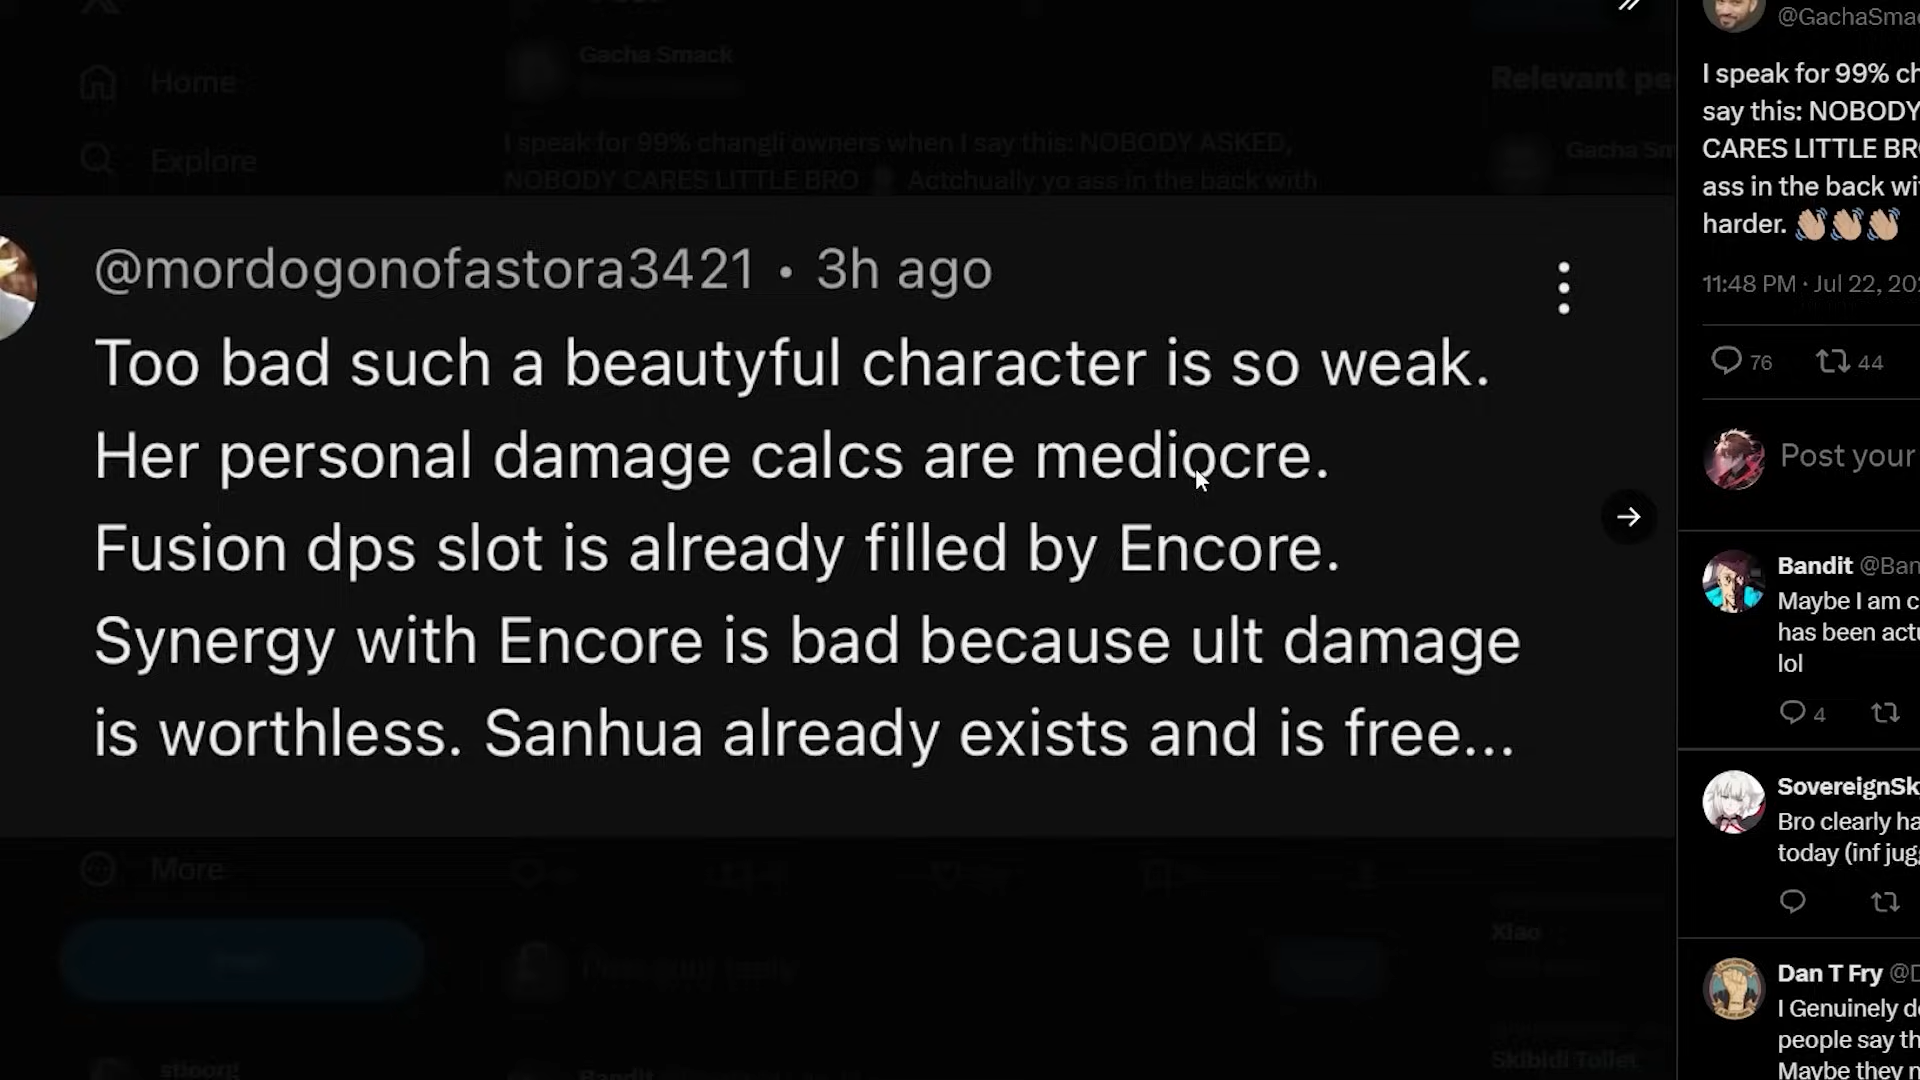 Home
Explore
Gacha Smack
I speak for 99% changli owners when I say this: NOBODY ASKED,
NOBODY CARES LITTLE BRO Actchually yo ass in the back with
Relevant pe
Gacha Sm
@mordogonofastora3421 • 3h ago
Too bad such a beautyful character is so weak.
Her personal damage calcs are mediocre.
Fusion dps slot is already filled by Encore.
Synergy with Encore is bad because ult damage
is worthless. Sanhua already exists and is free...
More
Xiao
Skibidi Toilet
Bandit
@GachaSmac
I speak for 99% ch
say this: NOBODY
CARES LITTLE BR
ass in the back wi
harder. 👋🏼👋🏼👋🏼
11:48 PM · Jul 22, 20
76 44
Post your
Bandit @Ban
Maybe I am c
has been actu
lol
4
SovereignSk
Bro clearly ha
today (inf jug
Dan T Fry @D
I Genuinely d
people say th
Maybe they n